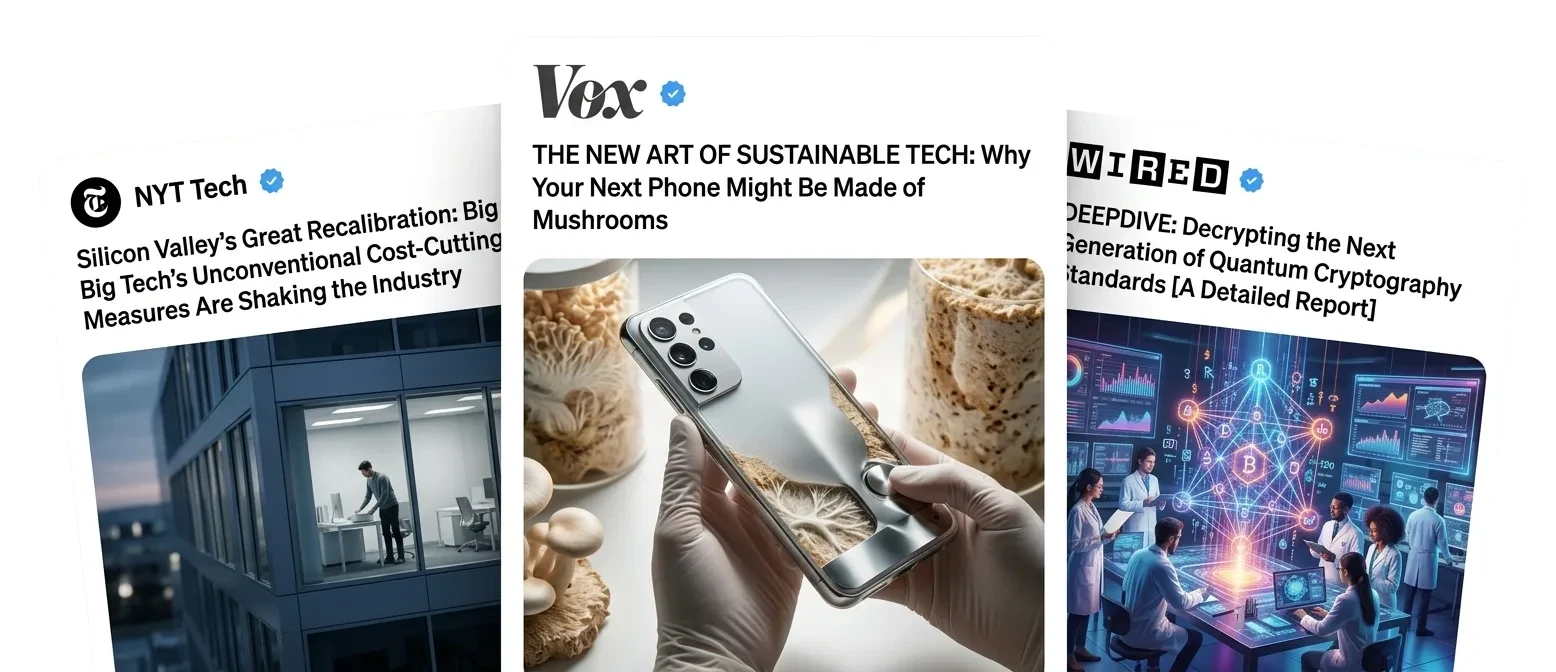 NYT Tech
Silicon Valley’s Great Recalibration: Big
Big Tech’s Unconventional Cost-Cutting
Measures Are Shaking the Industry
Vox
THE NEW ART OF SUSTAINABLE TECH: Why
Your Next Phone Might Be Made of
Mushrooms
WIRED
DEEPDIVE: Decrypting the Next
Generation of Quantum Cryptography
Standards [A Detailed Report]